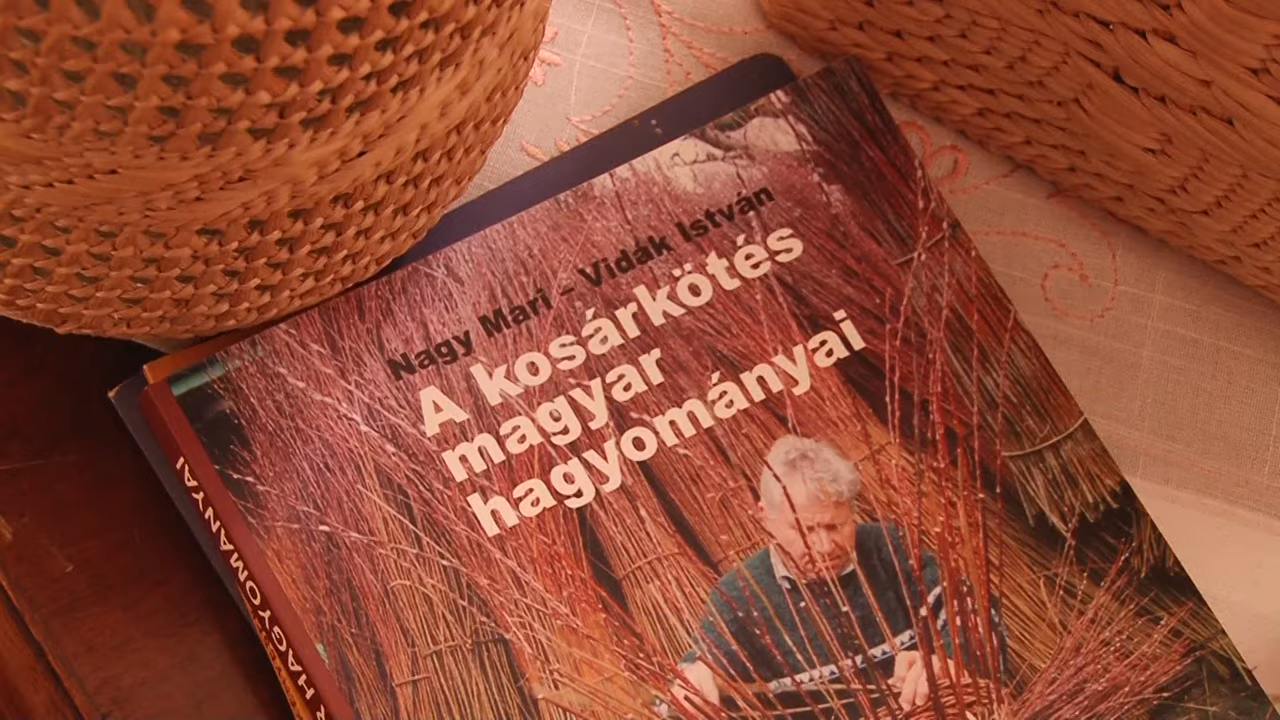 Nagy Mari – Vidák István
A kosárkötés
magyar
hagyományai
HAGYOMÁNYAI